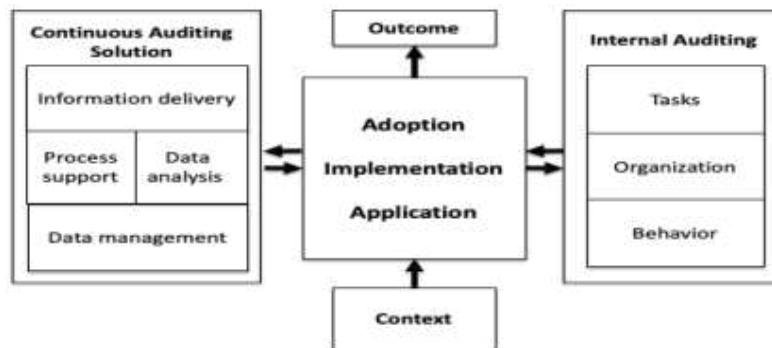 Continuous Auditing
Solution
Information delivery
Process
support
Data
analysis
Data management
Outcome
Adoption
Implementation
Application
Context
Internal Auditing
Tasks
Organization
Behavior